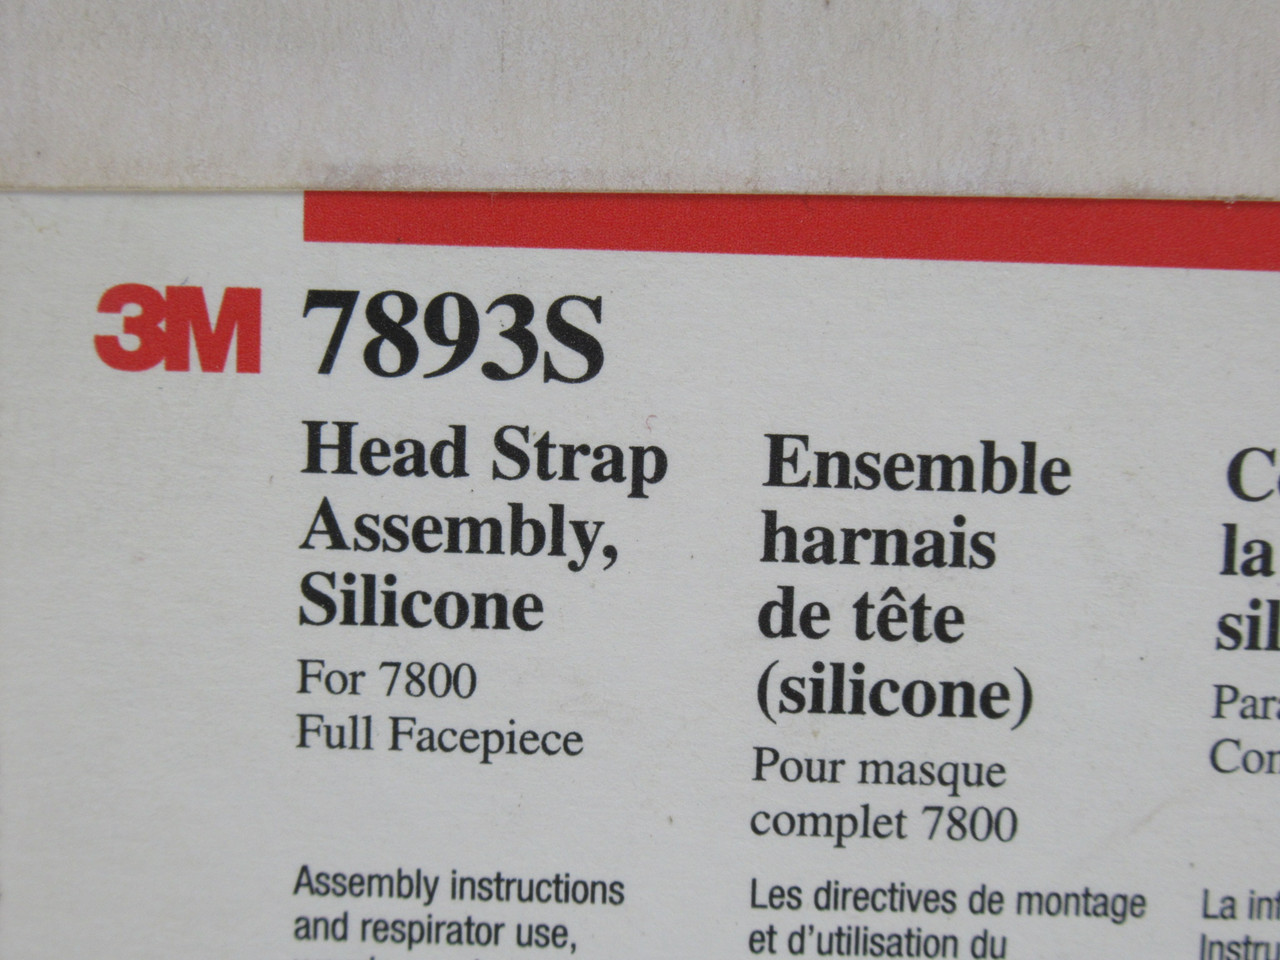 3M 7893S
Head Strap
Assembly,
Silicone
For 7800
Full Facepiece
Assembly instructions
and respirator use,
Ensemble
harnais
de tête
(silicone)
Pour masque
complet 7800
Les directives de montage
et d'utilisation du
la